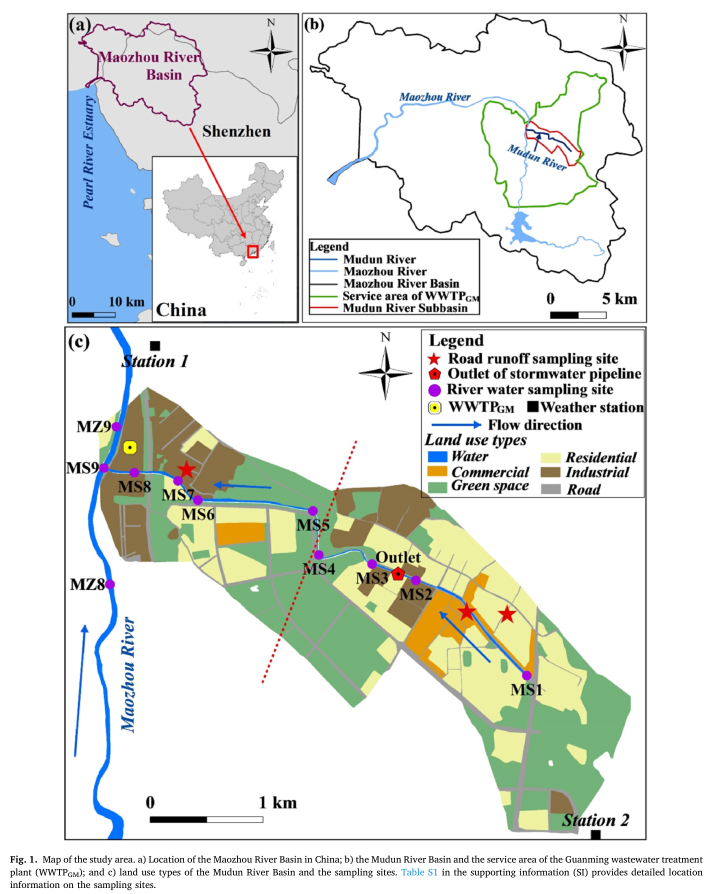 (a)
N
Maozhou River
Basin
Pearl River Estuary
Shenzhen
0 10 km
China
(b)
N
Maozhou River
Mudun River
Legend
Mudun River
Maozhou River
Maozhou River Basin
Service area of WWTPGM
Mudun River Subbasin
0 5 km
(c)
Station 1
N
Legend
Road runoff sampling site
Outlet of stormwater pipeline
River water sampling site
WWTPGM Weather station
Flow direction
Land use types
Water Residential
Commercial Industrial
Green space Road
MZ9
MS9
MS8
MS7
MS6
MS5
MS4
Outlet
MS3
MS2
MZ8
MS1
Maozhou River
0 1 km
Station 2
Fig. 1. Map of the study area. a) Location of the Maozhou River Basin in China; b) the Mudun River Basin and the service area of the Guanming wastewater treatment
plant (WWTPGM); and c) land use types of the Mudun River Basin and the sampling sites. Table S1 in the supporting information (SI) provides detailed location
information on the sampling sites.